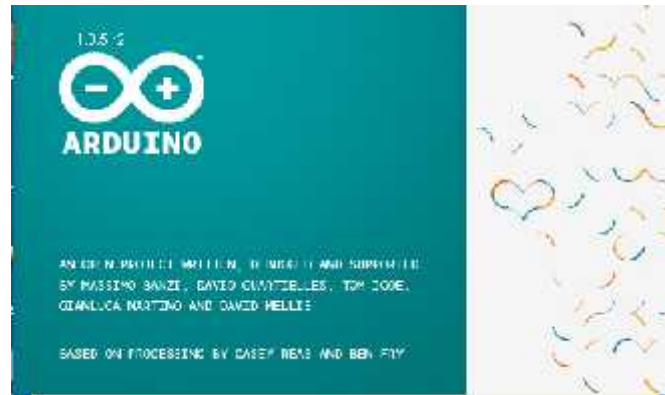 1.0.5-r2
ARDUINO
AN OPEN PROJECT WRITTEN, DEBUGGED AND SUPPORTED
BY MASSIMO BANZI, DAVID CUARTIELLES, TOM IGOE,
GIANLUCA MARTINO AND DAVID MELLIS
BASED ON PROCESSING BY CASEY REAS AND BEN FRY